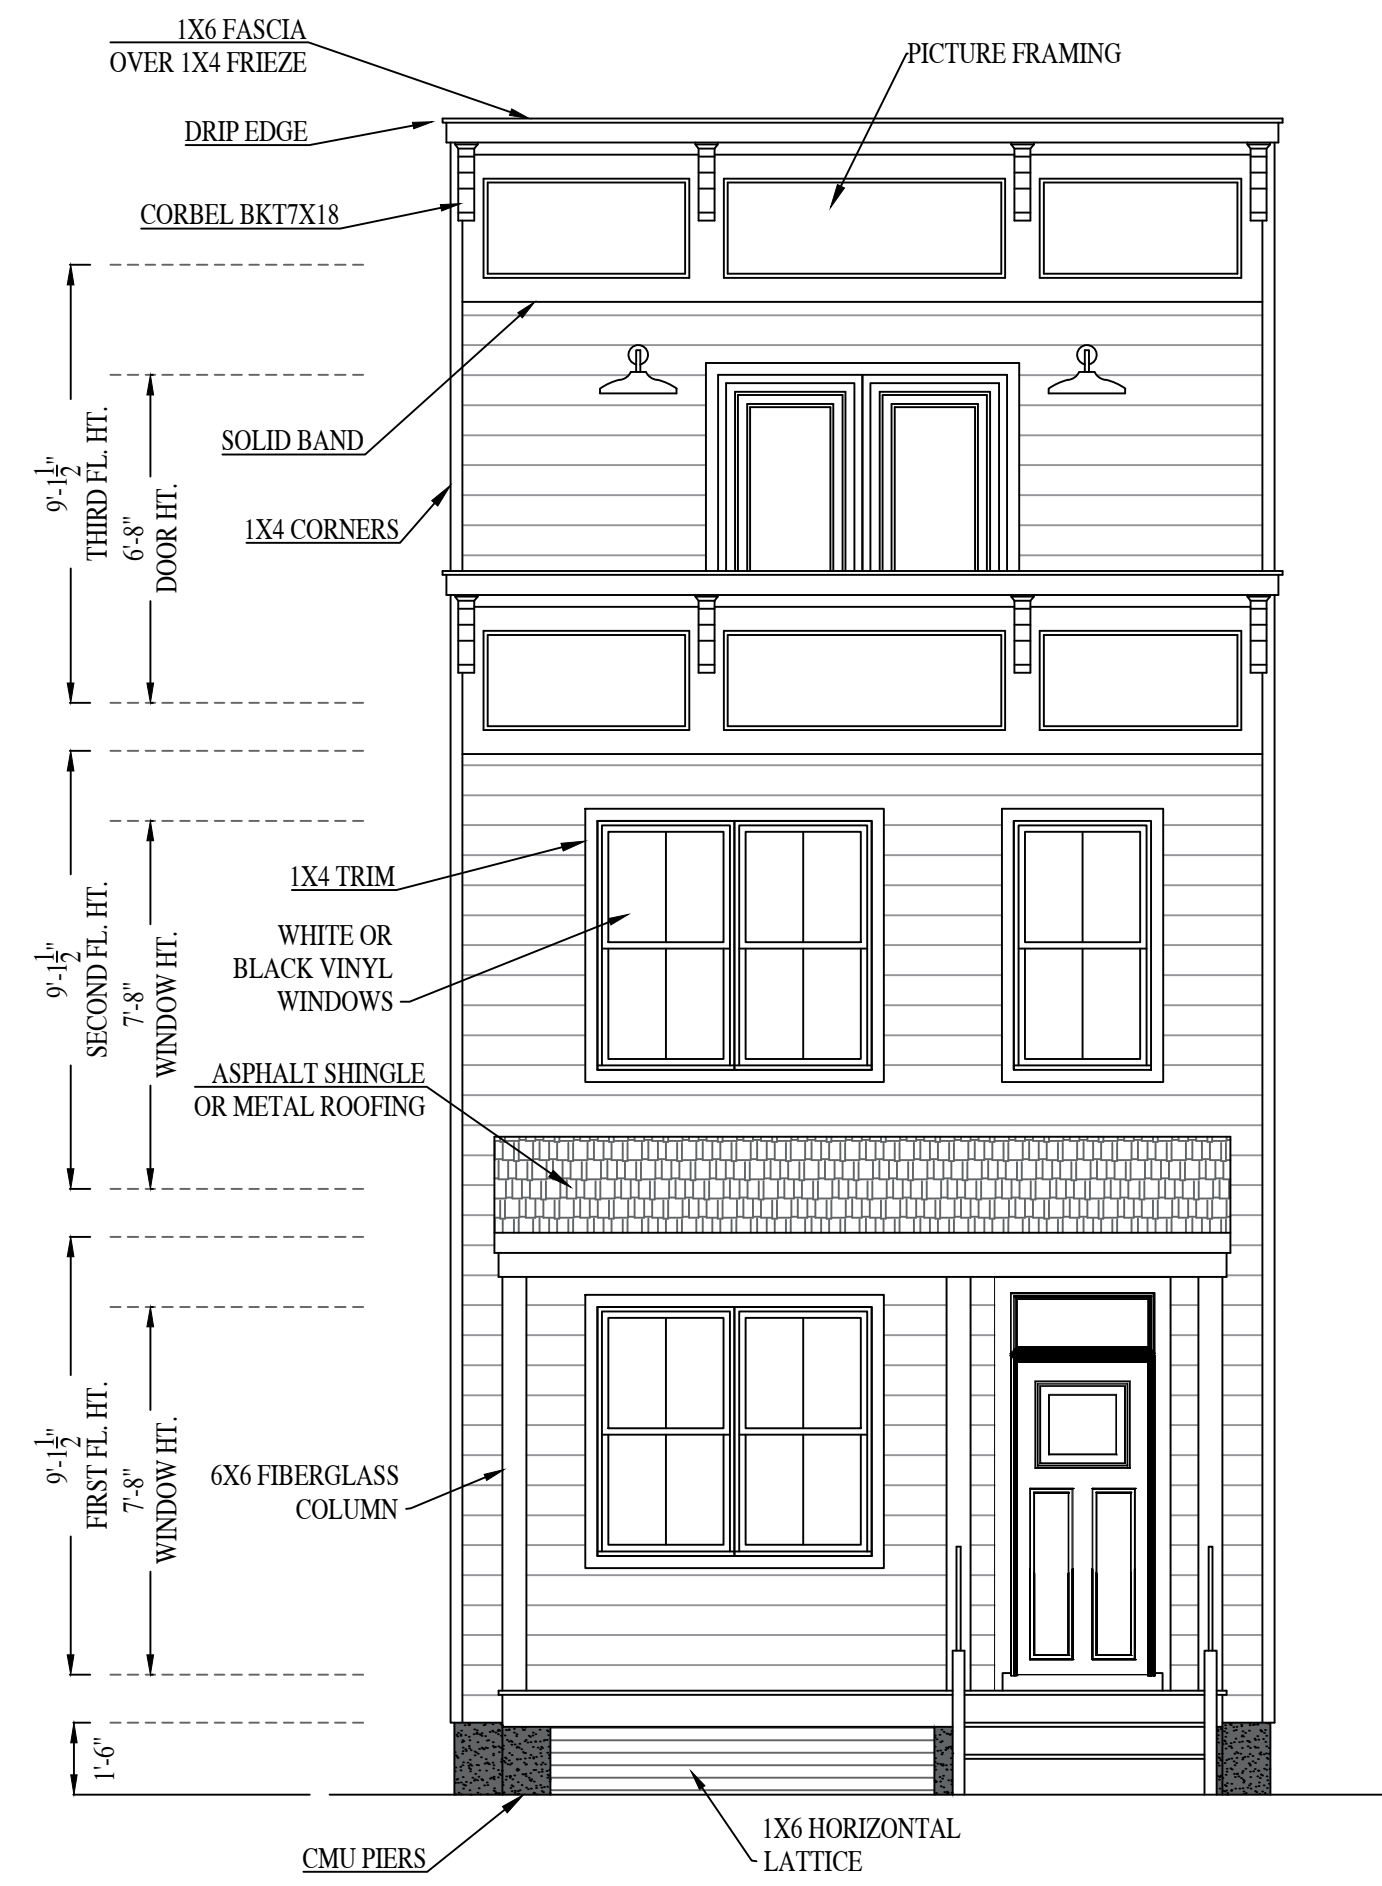 1X6 FASCIA
OVER 1X4 FRIEZE
PICTURE FRAMING
DRIP EDGE
CORBEL BKT7X18
SOLID BAND
1X4 CORNERS
9'-1 1/2"
THIRD FL. HT.
6'-8"
DOOR HT.
1X4 TRIM
WHITE OR
BLACK VINYL
WINDOWS
9'-1 1/2"
SECOND FL. HT.
7'-8"
WINDOW HT.
ASPHALT SHINGLE
OR METAL ROOFING
9'-1 1/2"
FIRST FL. HT.
7'-8"
WINDOW HT.
6X6 FIBERGLASS
COLUMN
1'-6"
1X6 HORIZONTAL
LATTICE
CMU PIERS